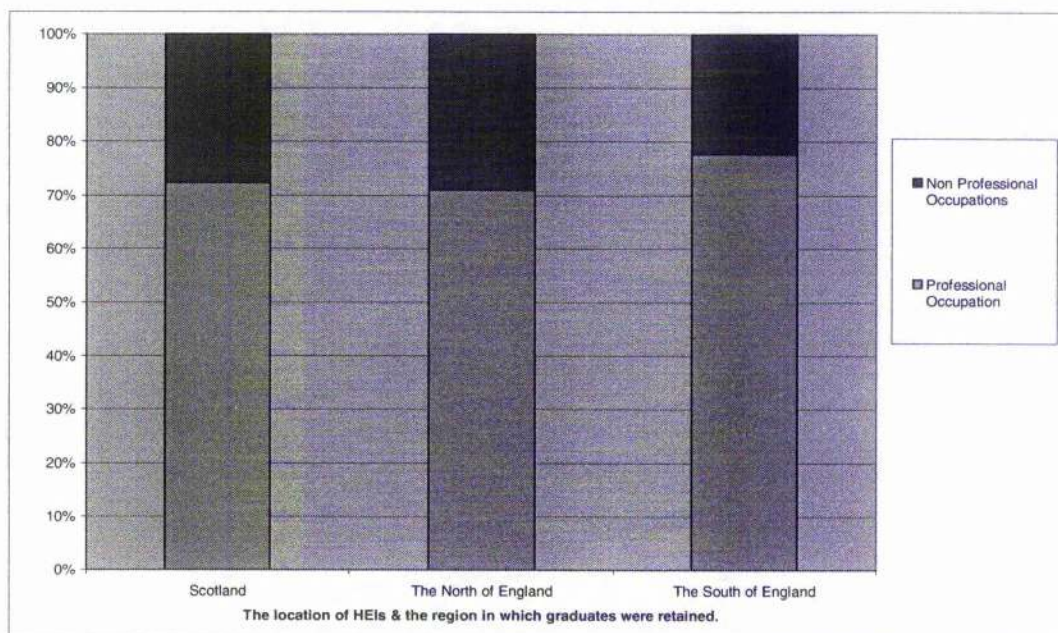 100%
90%
80%
70%
60%
50%
40%
30%
20%
10%
0%
Scotland
The North of England
The South of England
The location of HEIs & the region in which graduates were retained.
Non Professional
Occupations
Professional
Occupation